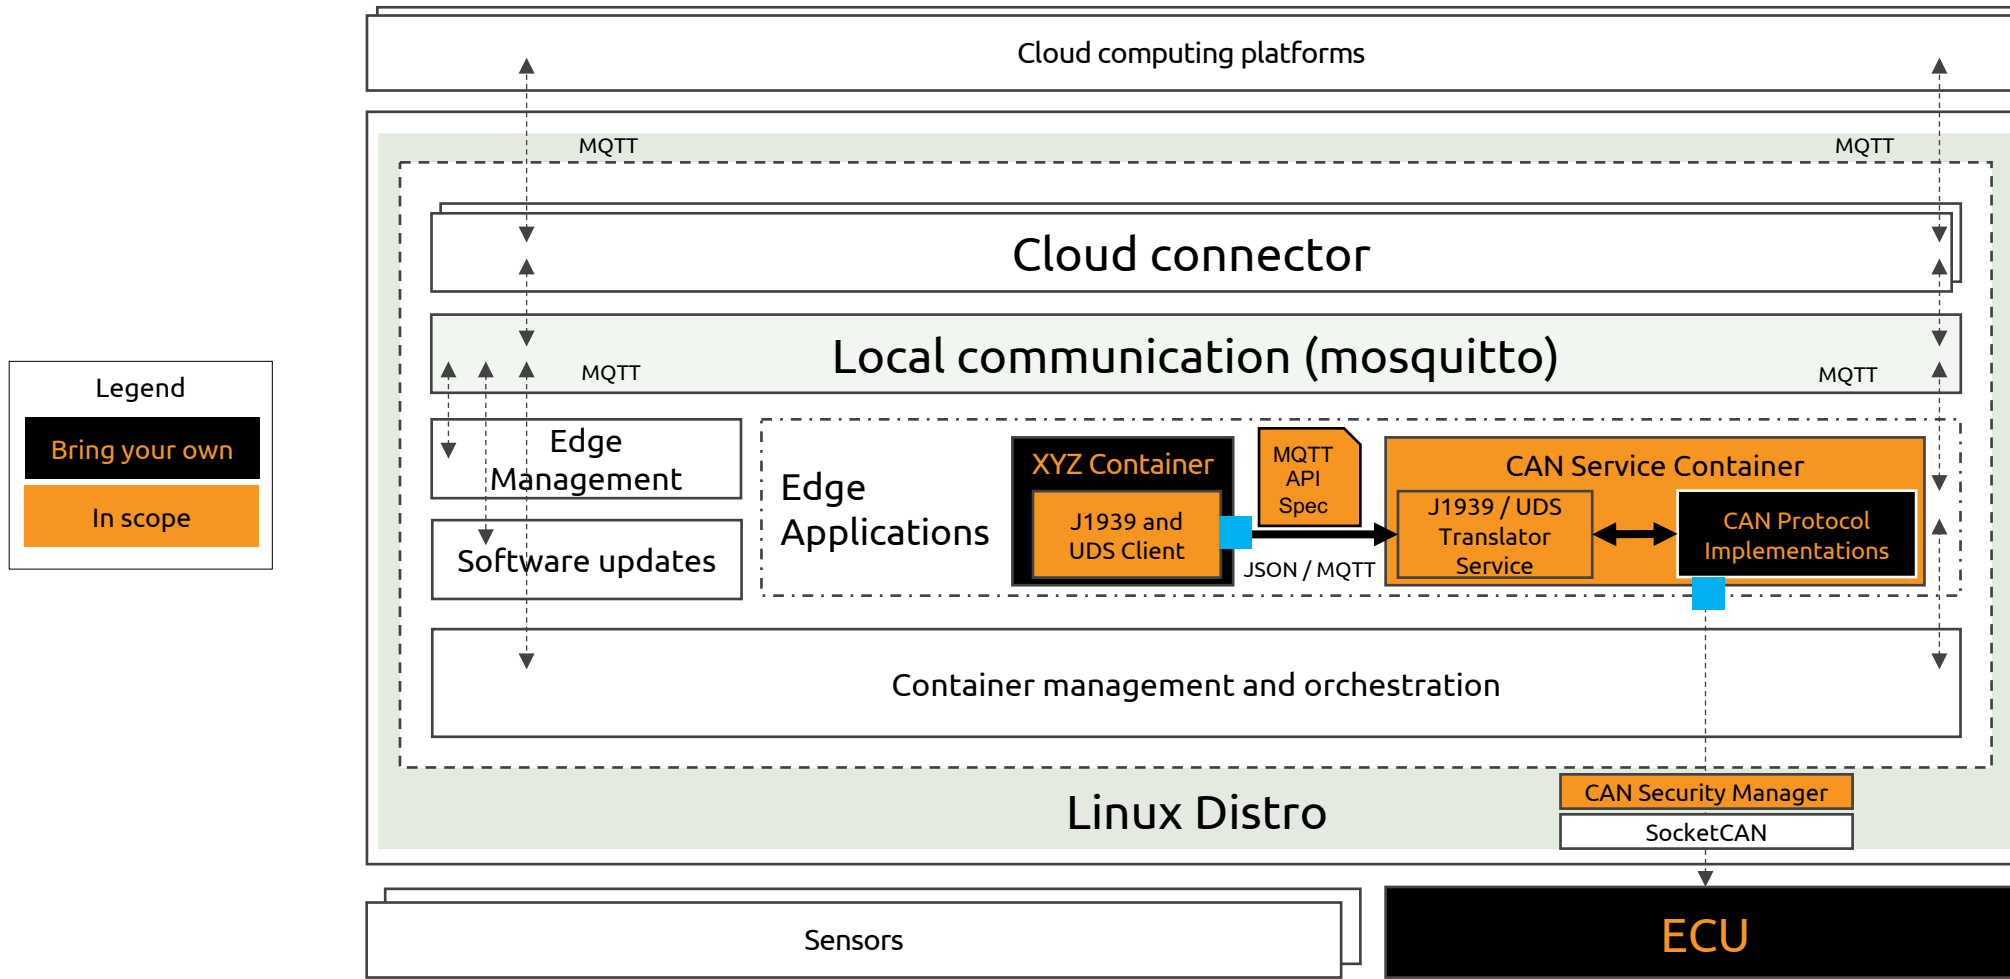 Cloud computing platforms
MQTT
MQTT
Cloud connector
Local communication (mosquitto)
MQTT
MQTT
Legend
Bring your own
In scope
Edge
Management
Software updates
Edge
Applications
XYZ Container
J1939 and
UDS Client
MQTT
API
Spec
JSON / MQTT
CAN Service Container
J1939 / UDS
Translator
Service
CAN Protocol
Implementations
Container management and orchestration
Linux Distro
CAN Security Manager
SocketCAN
Sensors
ECU